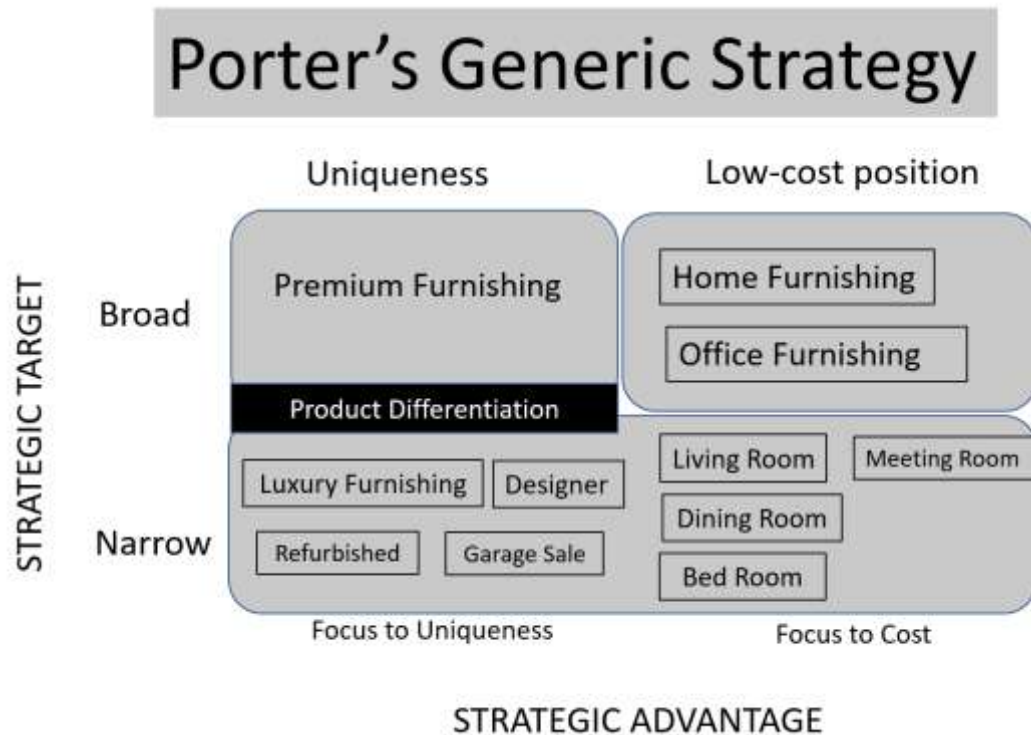 Porter's Generic Strategy
Uniqueness
Low-cost position
STRATEGIC TARGET
Broad
Premium Furnishing
Home Furnishing
Office Furnishing
Product Differentiation
Narrow
Luxury Furnishing
Designer
Refurbished
Garage Sale
Living Room
Meeting Room
Dining Room
Bed Room
Focus to Uniqueness
Focus to Cost
STRATEGIC ADVANTAGE